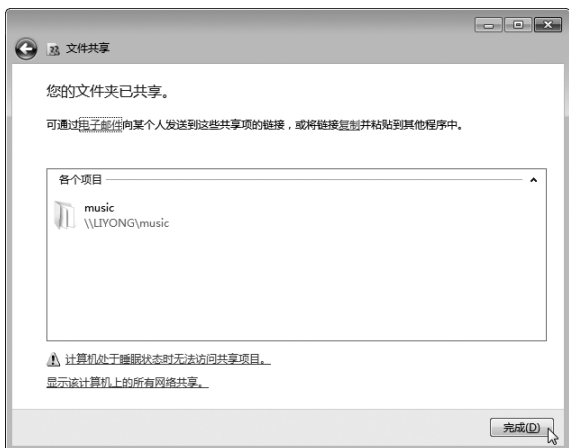 文件共享
您的文件夹已共享。
可通过电子邮件向某个人发送到这些共享项的链接，或将链接复制并粘贴到其他程序中。
各个项目
music
\\LIYONG\music
计算机处于睡眠状态时无法访问共享项目。
显示该计算机上的所有网络共享。
完成(D)